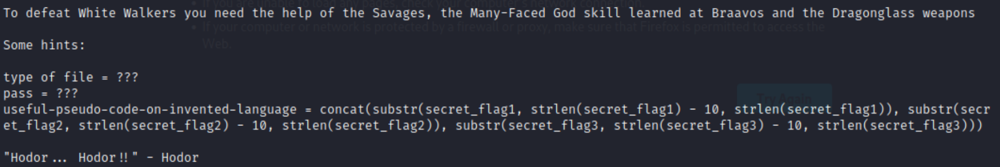 To defeat White Walkers you need the help of the Savages, the Many-Faced God skill learned at Braavos and the Dragonglass weapons
If you are unable to load any pages, check your computer's network connection.
If your computer or network is protected by a firewall or proxy, make sure that Firefox is permitted to access the
Web.
Some hints:
type of file = ???
pass = ???
Try Again
useful-pseudo-code-on-invented-language = concat(substr(secret_flag1, strlen(secret_flag1) - 10, strlen(secret_flag1)), substr(secr
et_flag2, strlen(secret_flag2) - 10, strlen(secret_flag2)), substr(secret_flag3, strlen(secret_flag3) - 10, strlen(secret_flag3)))
"Hodor... Hodor!!" - Hodor